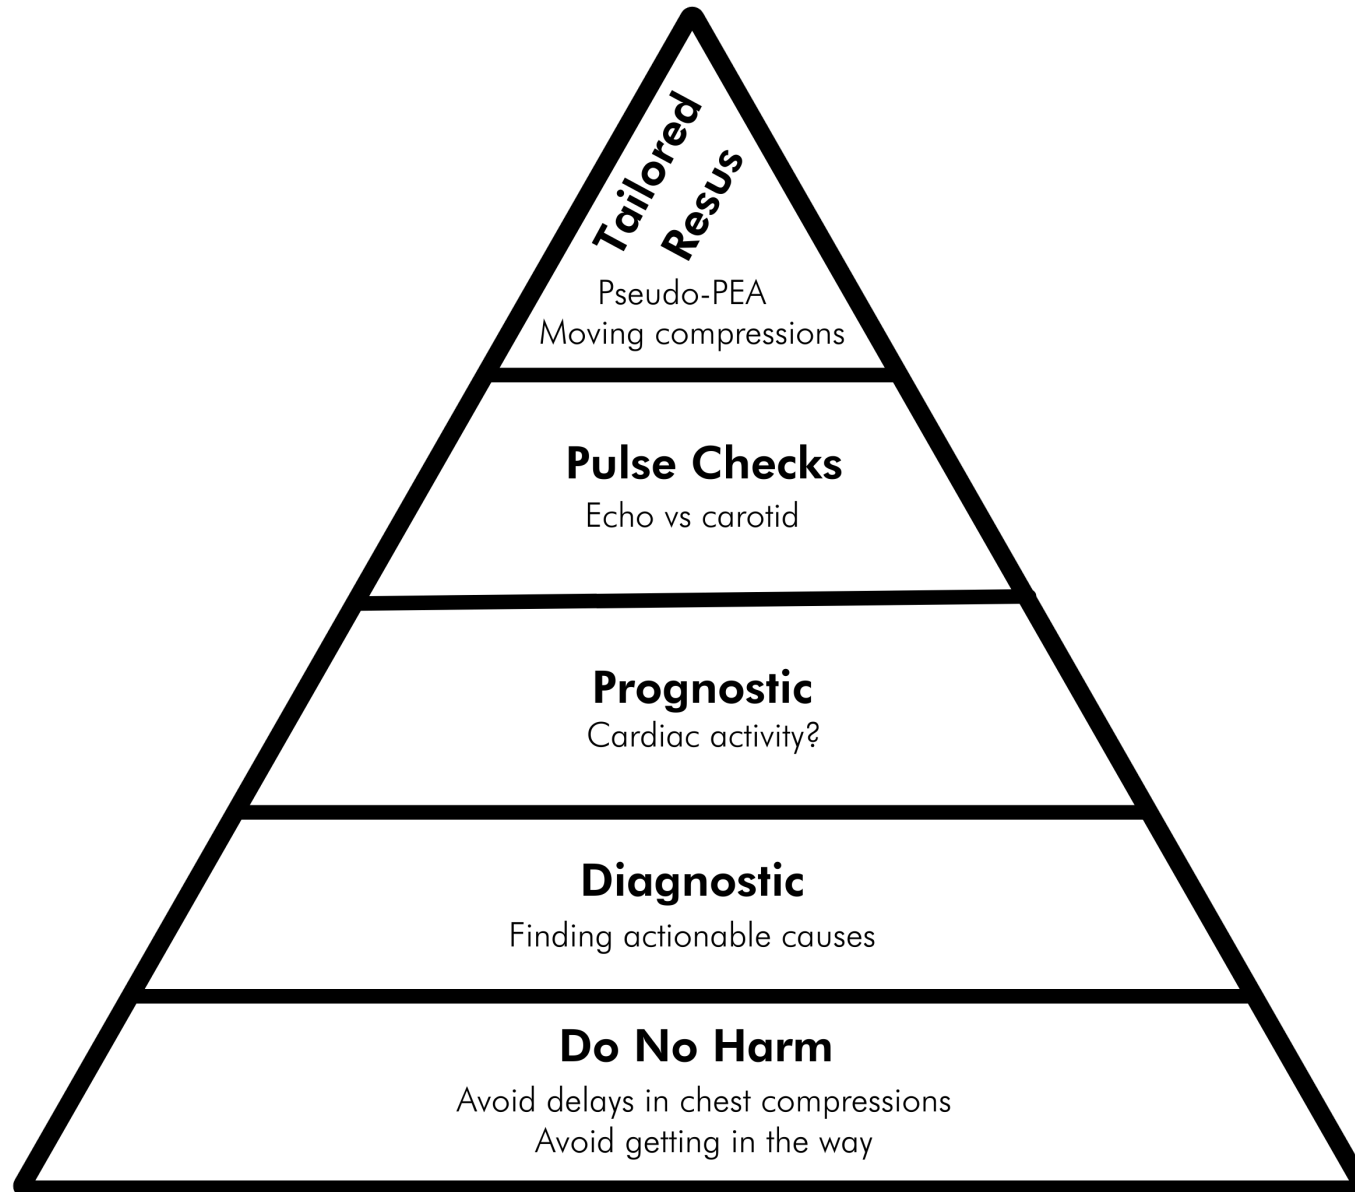 Tailored
Resus
Pseudo-PEA
Moving compressions
Pulse Checks
Echo vs carotid
Prognostic
Cardiac activity?
Diagnostic
Finding actionable causes
Do No Harm
Avoid delays in chest compressions
Avoid getting in the way